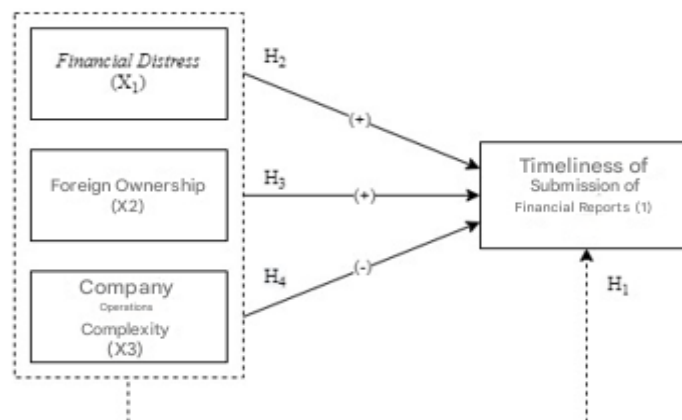 Financial Distress
(X₁)
H₂
(+)
Foreign Ownership
(X2)
H₃
(+)
Timeliness of
Submission of
Financial Reports (1)
Company
Operations
Complexity
(X3)
H₄
(-)
H₁